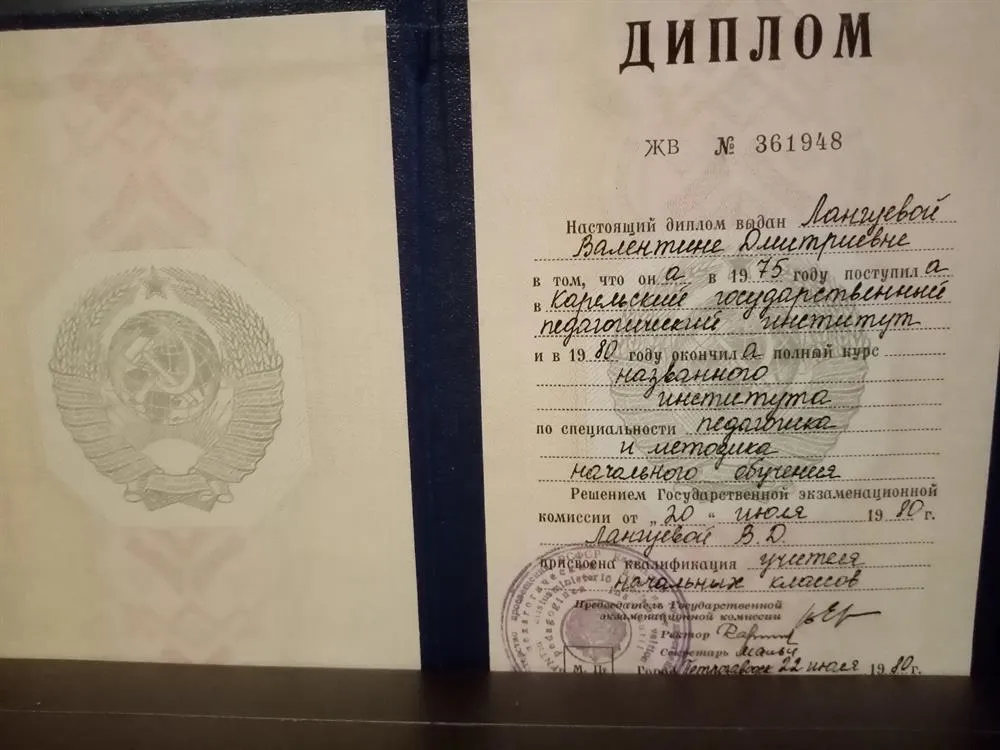 ДИПЛОМ
ЖВ № 361948
Настоящий диплом выдан Лангуевой
Валентине Дмитриевне
в том, что она в 1975 году поступила
в Карельский государственный
педагогический институт
и в 1980 году окончила полный курс
названного
института
по специальности педагогика
и методика
начального обучения
Решением Государственной экзаменационной
комиссии от „20“ июля 1980 г.
Лангуевой В. Д.
присвоена квалификация учителя
начальных классов
Председатель Государственной
экзаменационной комиссии
Ректор
Секретарь
Город Петрозаводск 22 июля 1980 г.
М. П.